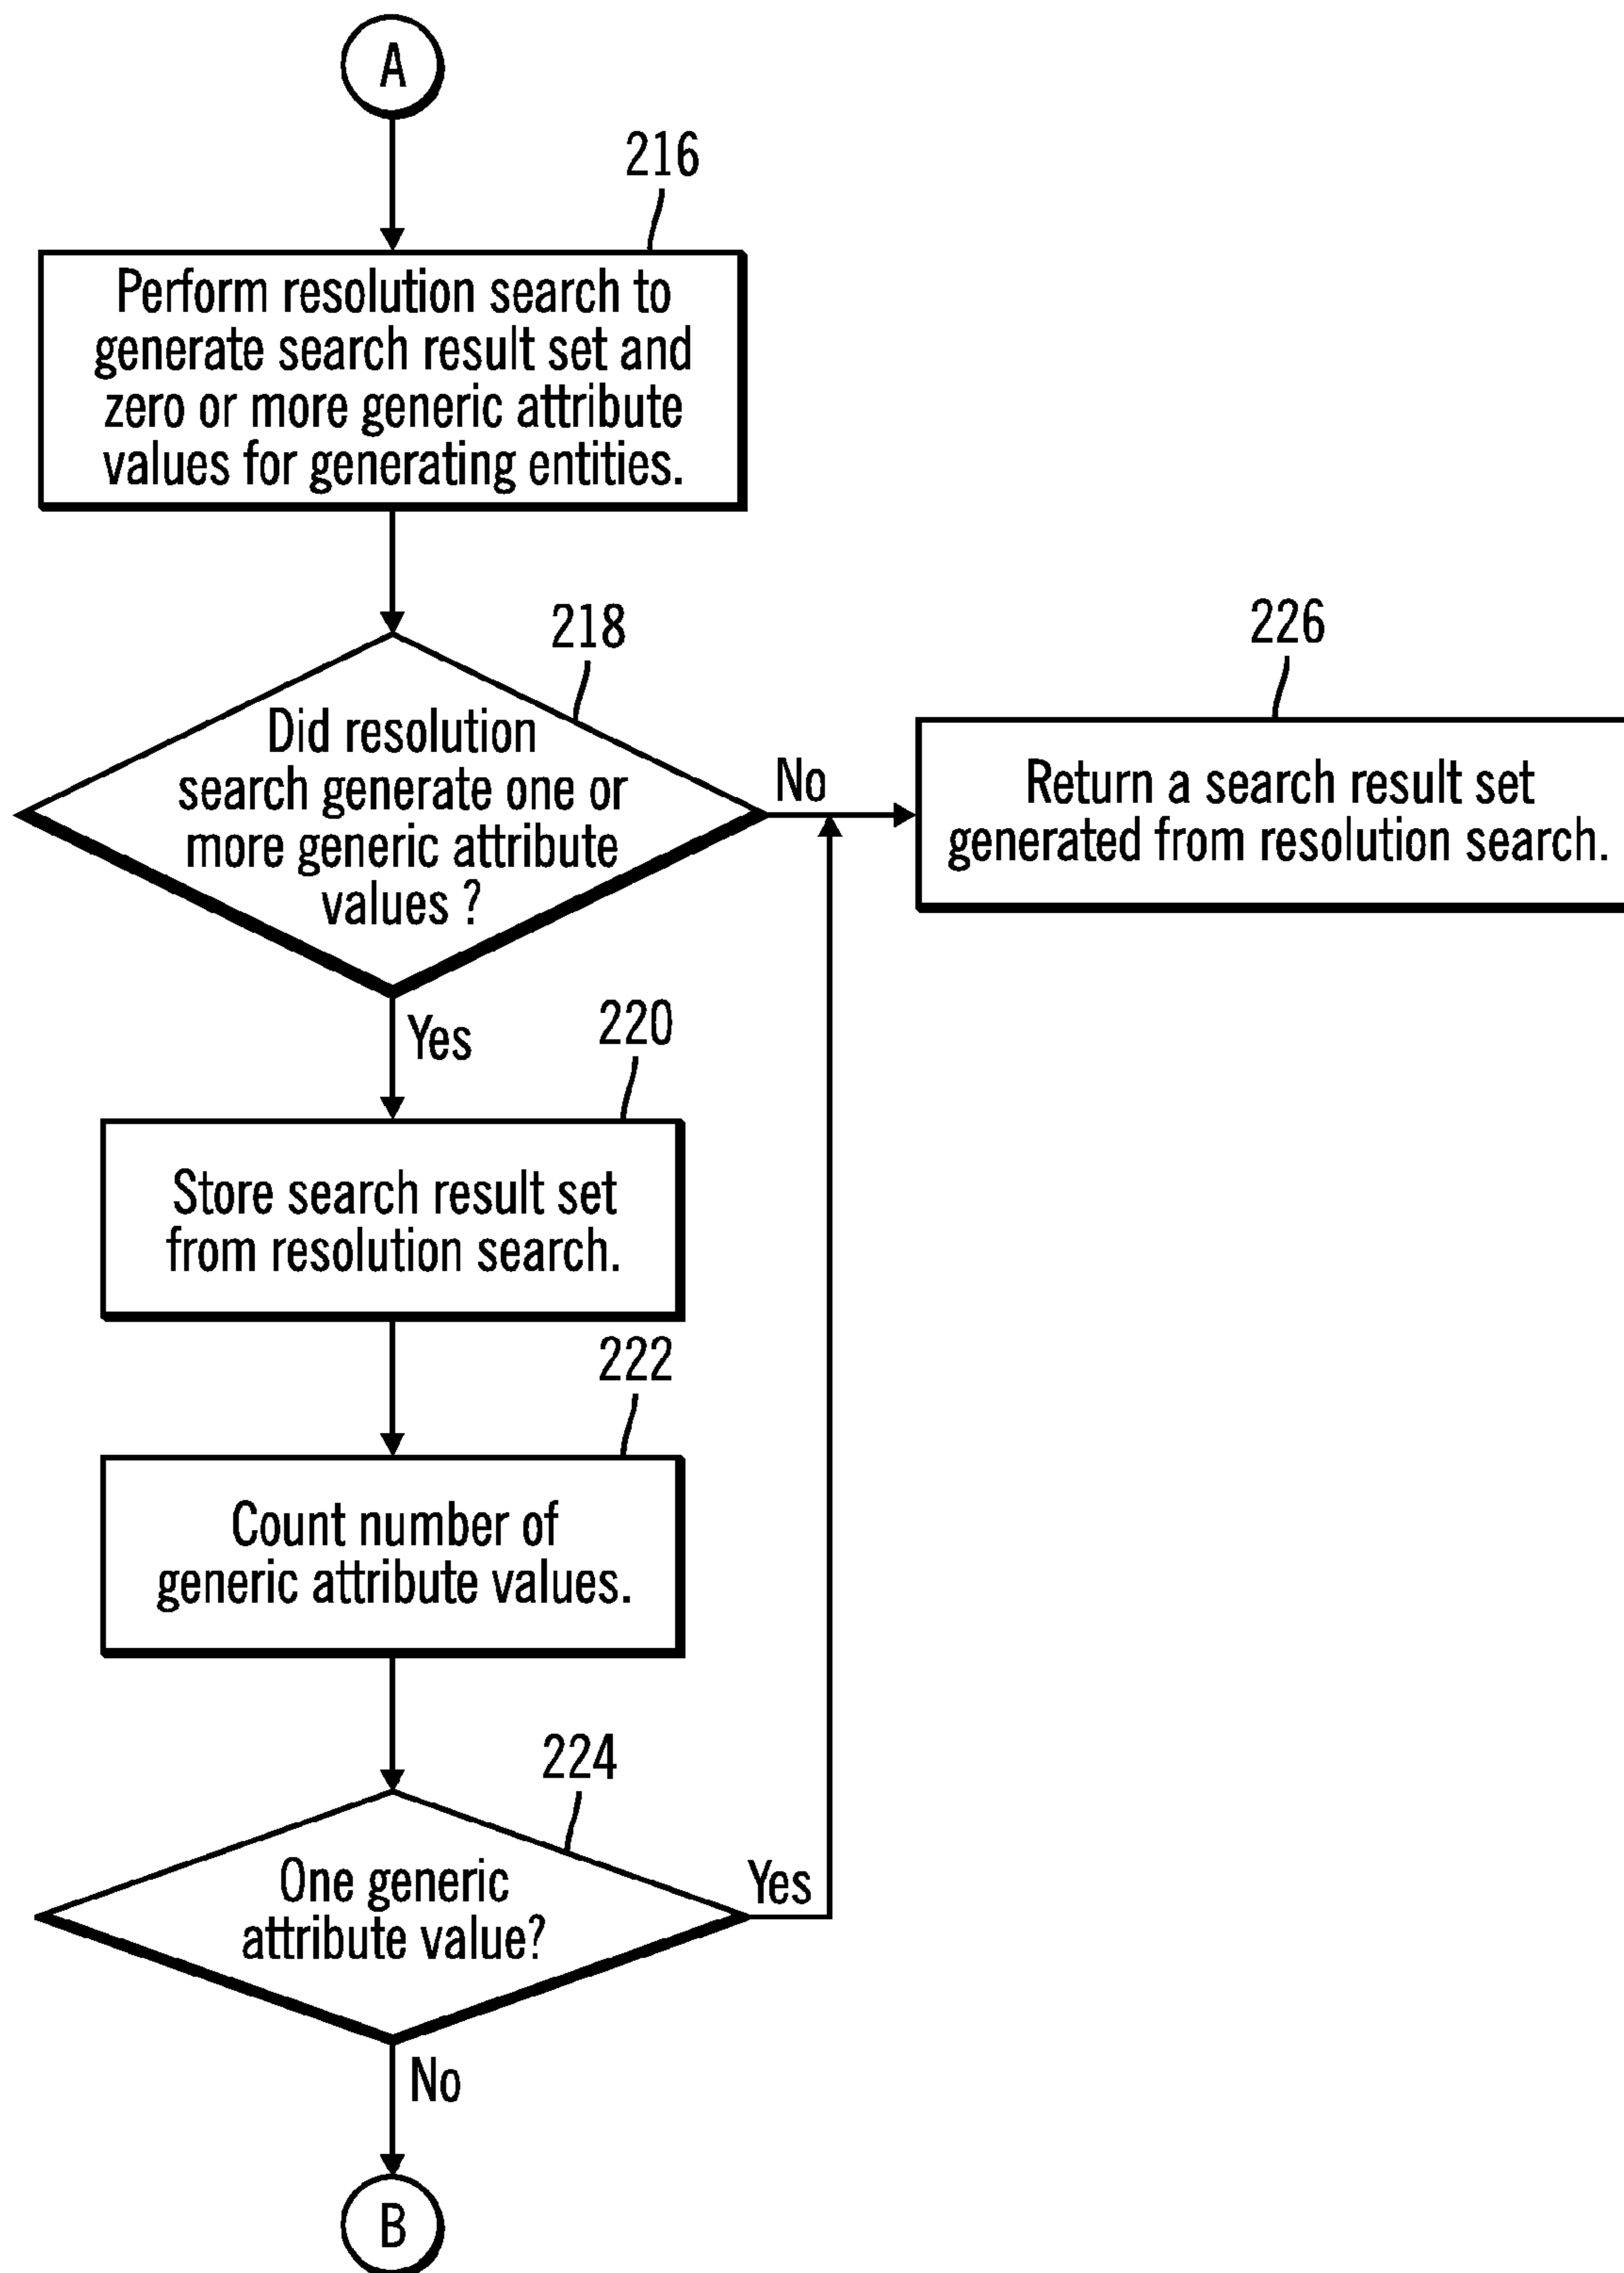 A
216
Perform resolution search to
generate search result set and
zero or more generic attribute
values for generating entities.
218
Did resolution
search generate one or
more generic attribute
values ?
No
226
Return a search result set
generated from resolution search.
Yes
220
Store search result set
from resolution search.
222
Count number of
generic attribute values.
224
One generic
attribute value?
Yes
No
B